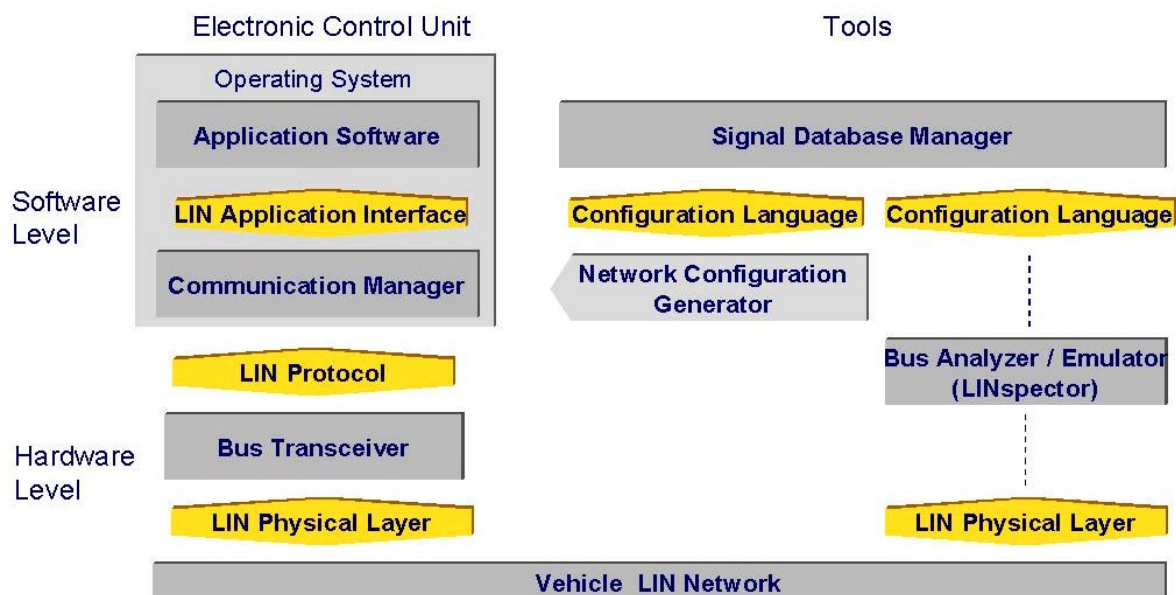 Electronic Control Unit
Tools
Operating System
Application Software
Signal Database Manager
Software
Level
LIN Application Interface
Configuration Language
Configuration Language
Communication Manager
Network Configuration
Generator
LIN Protocol
Bus Analyzer / Emulator
(LINspector)
Hardware
Level
Bus Transceiver
LIN Physical Layer
LIN Physical Layer
Vehicle LIN Network